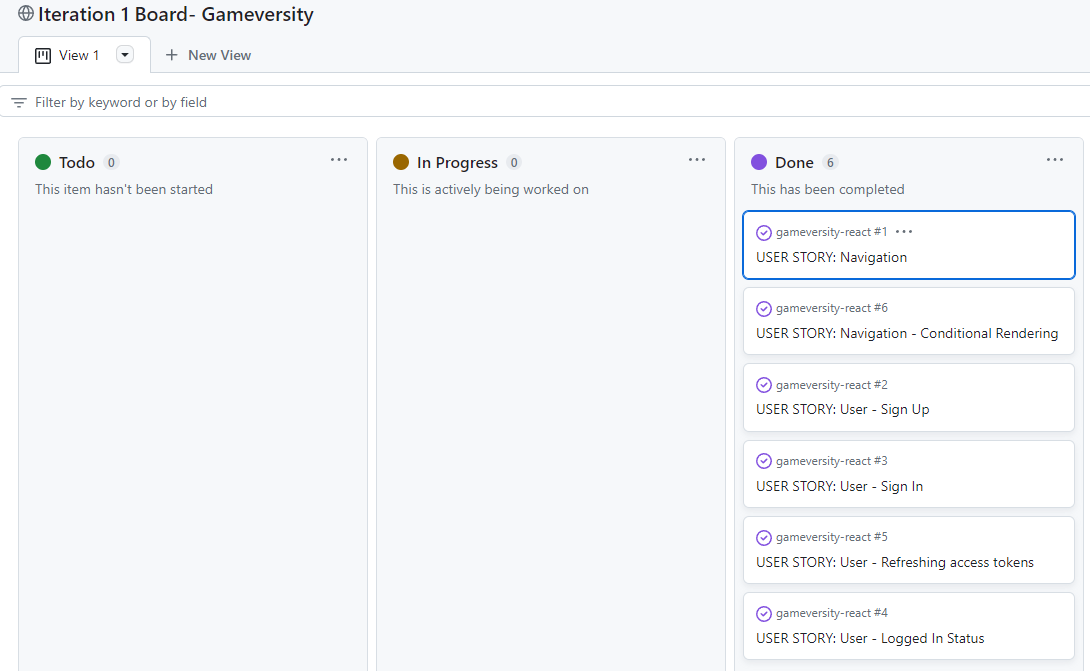 Iteration 1 Board- Gameversity
View 1
New View
Filter by keyword or by field
Todo 0
This item hasn't been started
In Progress 0
This is actively being worked on
Done 6
This has been completed
gameversity-react #1
USER STORY: Navigation
gameversity-react #6
USER STORY: Navigation - Conditional Rendering
gameversity-react #2
USER STORY: User - Sign Up
gameversity-react #3
USER STORY: User - Sign In
gameversity-react #5
USER STORY: User - Refreshing access tokens
gameversity-react #4
USER STORY: User - Logged In Status